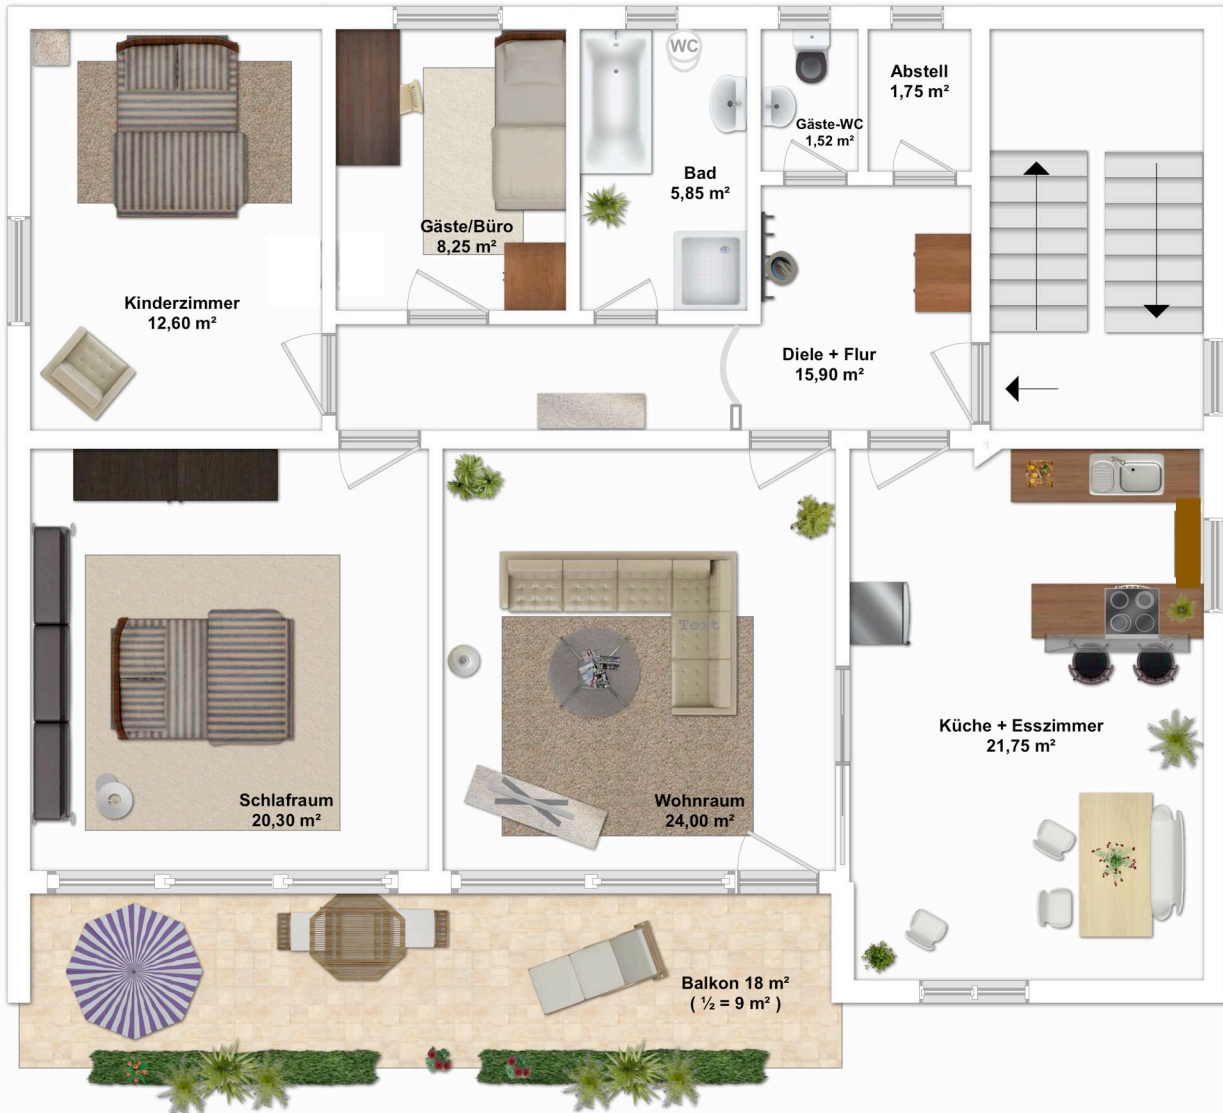 WC
Abstell
1,75 m²
Gäste-WC
1,52 m²
Bad
5,85 m²
Gäste/Büro
8,25 m²
Kinderzimmer
12,60 m²
Diele + Flur
15,90 m²
Text
Küche + Esszimmer
21,75 m²
Schlafraum
20,30 m²
Wohnraum
24,00 m²
Balkon 18 m²
( ½ = 9 m² )